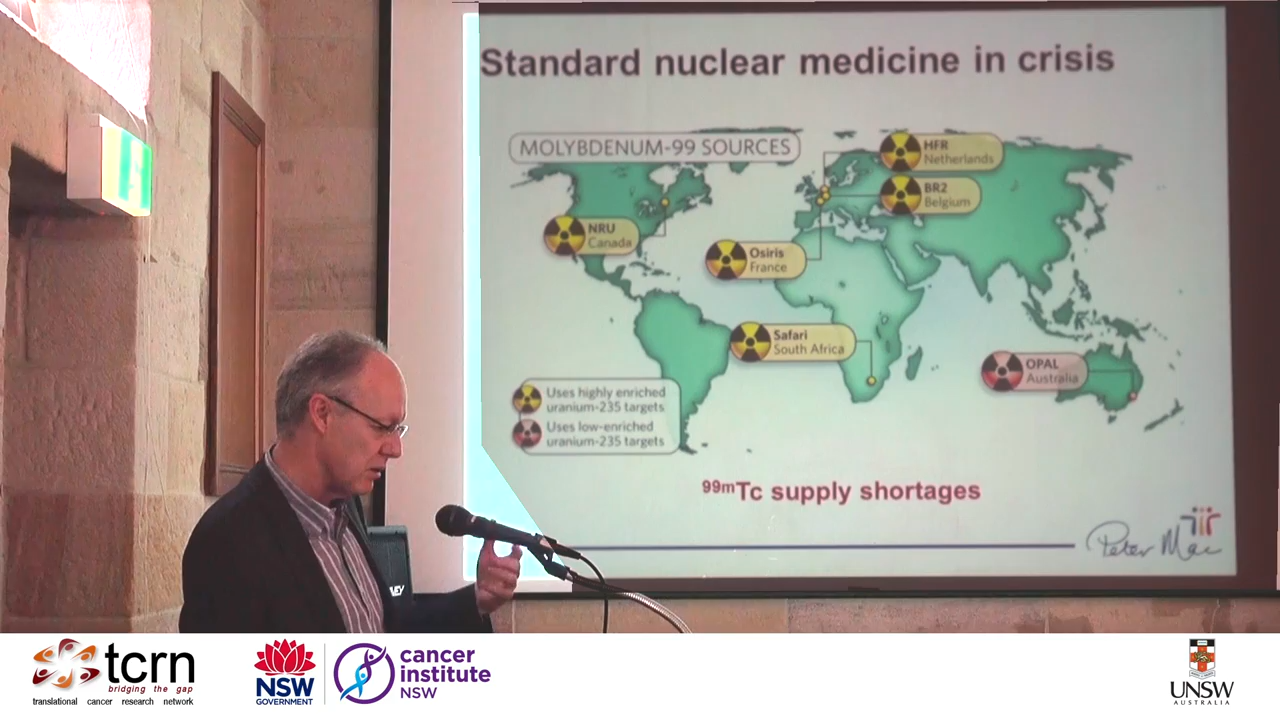 Standard nuclear medicine in crisis
MOLYBDENUM-99 SOURCES
HFR
Netherlands
BR2
Belgium
NRU
Canada
Osiris
France
Safari
South Africa
OPAL
Australia
Uses highly enriched
uranium-235 targets
Uses low-enriched
uranium-235 targets
99mTc supply shortages
Peter Mac
tcrn
bridging the gap
translational cancer research network
NSW
GOVERNMENT
cancer
institute
NSW
UNSW
AUSTRALIA